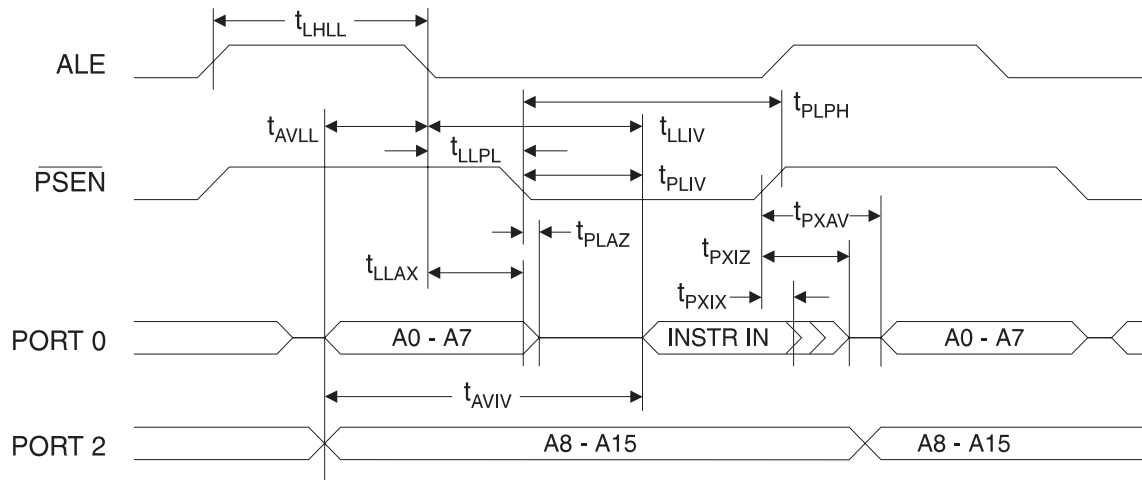 tLHLL
ALE
tPLPH
tAVLL
tLLIV
tLLPL
PSEN
tPLIV
tPXAV
tPLAZ
tPXIZ
tLLAX
tPXIX
PORT 0
A0 - A7
INSTR IN
A0 - A7
tAVIV
PORT 2
A8 - A15
A8 - A15